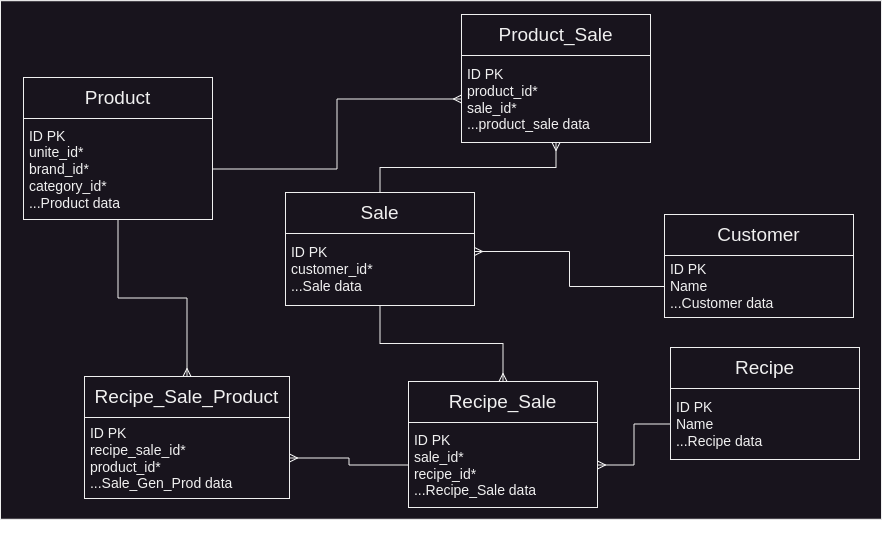 Product_Sale
ID PK
product_id*
sale_id*
...product_sale data
Product
ID PK
unite_id*
brand_id*
category_id*
...Product data
Sale
ID PK
customer_id*
...Sale data
Customer
ID PK
Name
...Customer data
Recipe_Sale_Product
ID PK
recipe_sale_id*
product_id*
...Sale_Gen_Prod data
Recipe_Sale
ID PK
sale_id*
recipe_id*
...Recipe_Sale data
Recipe
ID PK
Name
...Recipe data